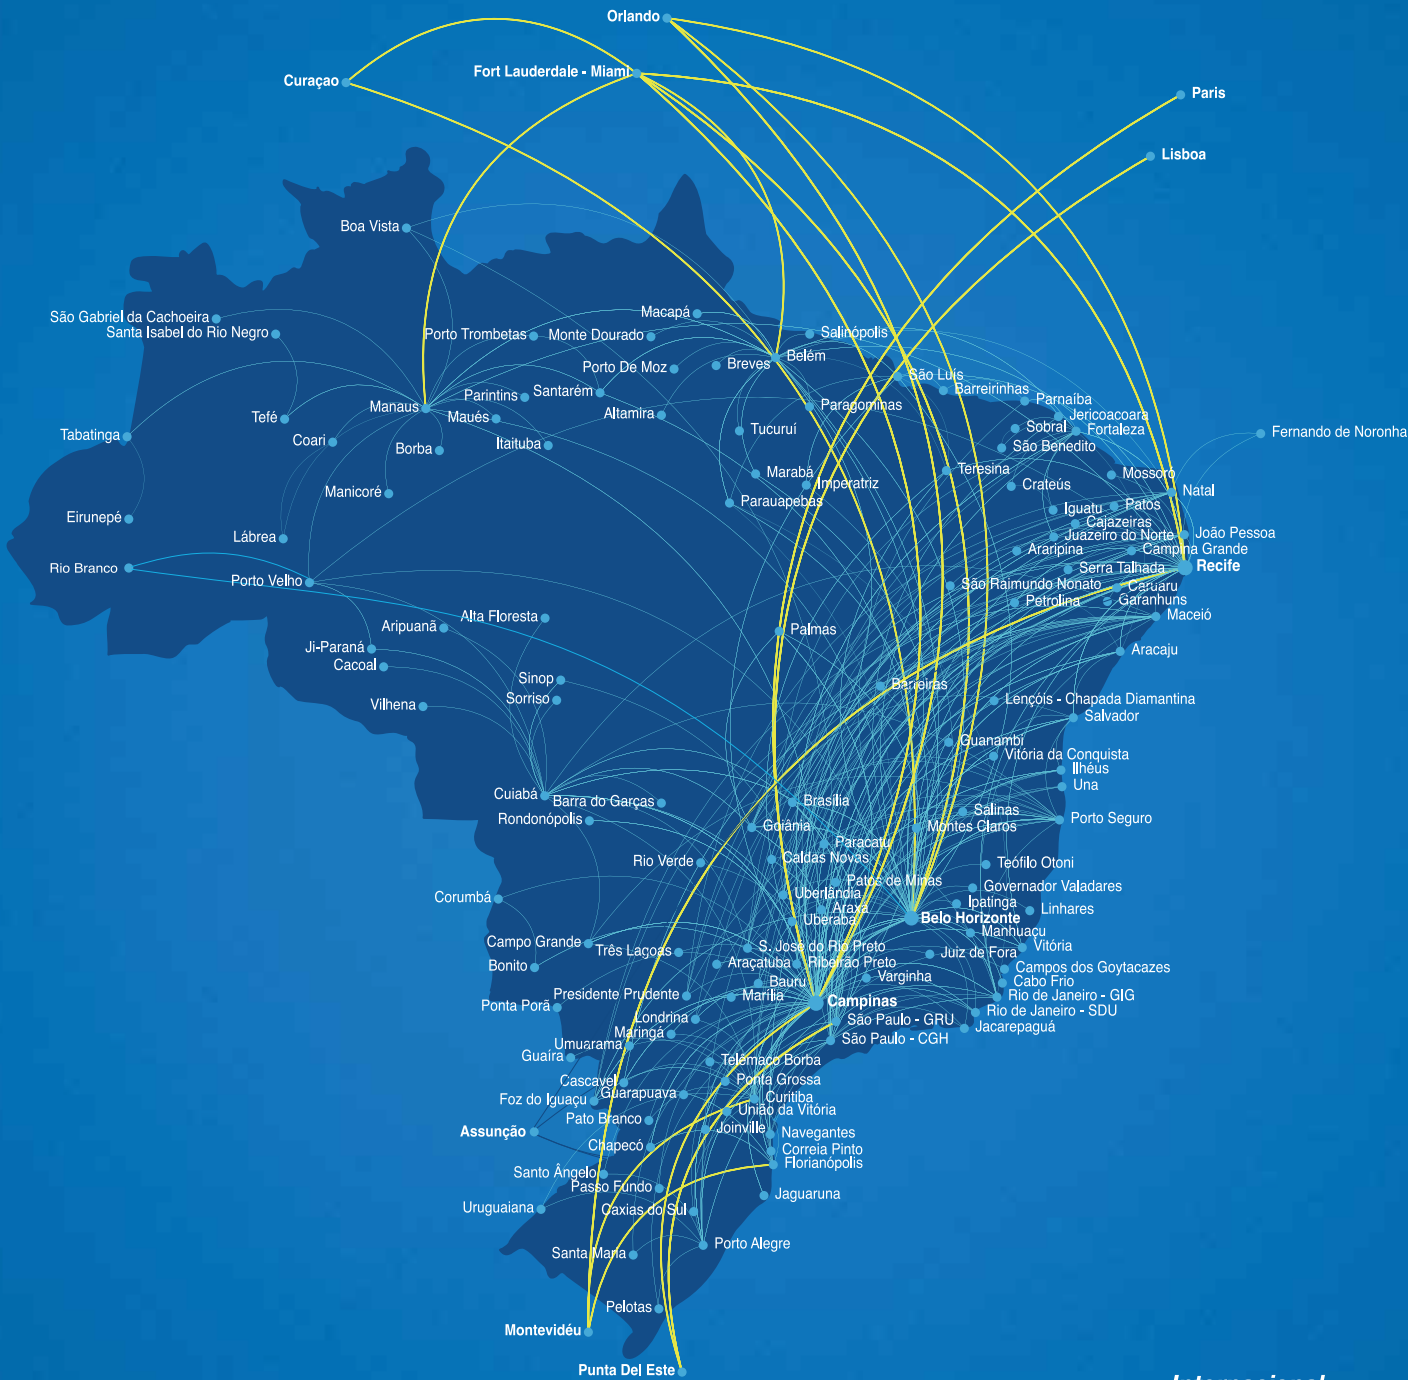 Orlando
Fort Lauderdale - Miami
Curaçao
Paris
Lisboa
Boa Vista
São Gabriel da Cachoeira
Santa Isabel do Rio Negro
Macapá
Porto Trombetas
Monte Dourado
Salinópolis
Belém
Porto De Moz
Breves
São Luís
Barreirinhas
Parintins
Santarém
Manaus
Maués
Altamira
Paragominas
Parnaíba
Jericoacoara
Tefé
Tabatinga
Coari
Borba
Itaituba
Tucuruí
Sobral
Fortaleza
São Benedito
Fernando de Noronha
Manicoré
Marabá
Imperatriz
Parauapebas
Teresina
Crateús
Mossoró
Natal
Eirunepé
Iguatu
Patos
Cajazeiras
Lábrea
Juazeiro do Norte
João Pessoa
Araripina
Campina Grande
Rio Branco
Porto Velho
Serra Talhada
Recife
São Raimundo Nonato
Caruaru
Petrolina
Garanhuns
Maceió
Alta Floresta
Aripuanã
Palmas
Ji-Paraná
Cacoal
Aracaju
Sinop
Sorriso
Barreiras
Vilhena
Lençóis - Chapada Diamantina
Salvador
Guanambi
Vitória da Conquista
Ilhéus
Una
Cuiabá
Barra do Garças
Brasília
Rondonópolis
Goiânia
Salinas
Montes Claros
Porto Seguro
Paracatu
Caldas Novas
Rio Verde
Teófilo Otoni
Patos de Minas
Governador Valadares
Corumbá
Uberlândia
Araxá
Ipatinga
Linhares
Uberaba
Belo Horizonte
Manhuaçu
Campo Grande
Três Lagoas
S. José do Rio Preto
Juiz de Fora
Vitória
Bonito
Araçatuba
Ribeirão Preto
Varginha
Campos dos Goytacazes
Bauru
Cabo Frio
Ponta Porã
Presidente Prudente
Marília
Campinas
Rio de Janeiro - GIG
Rio de Janeiro - SDU
Londrina
São Paulo - GRU
Jacarepaguá
Maringá
São Paulo - CGH
Umuarama
Guaíra
Telêmaco Borba
Cascavel
Ponta Grossa
Foz do Iguaçu
Guarapuava
Curitiba
União da Vitória
Pato Branco
Assunção
Joinville
Navegantes
Chapecó
Correia Pinto
Florianópolis
Santo Ângelo
Passo Fundo
Jaguaruna
Uruguaiana
Caxias do Sul
Porto Alegre
Santa Maria
Pelotas
Montevidéu
Punta Del Este